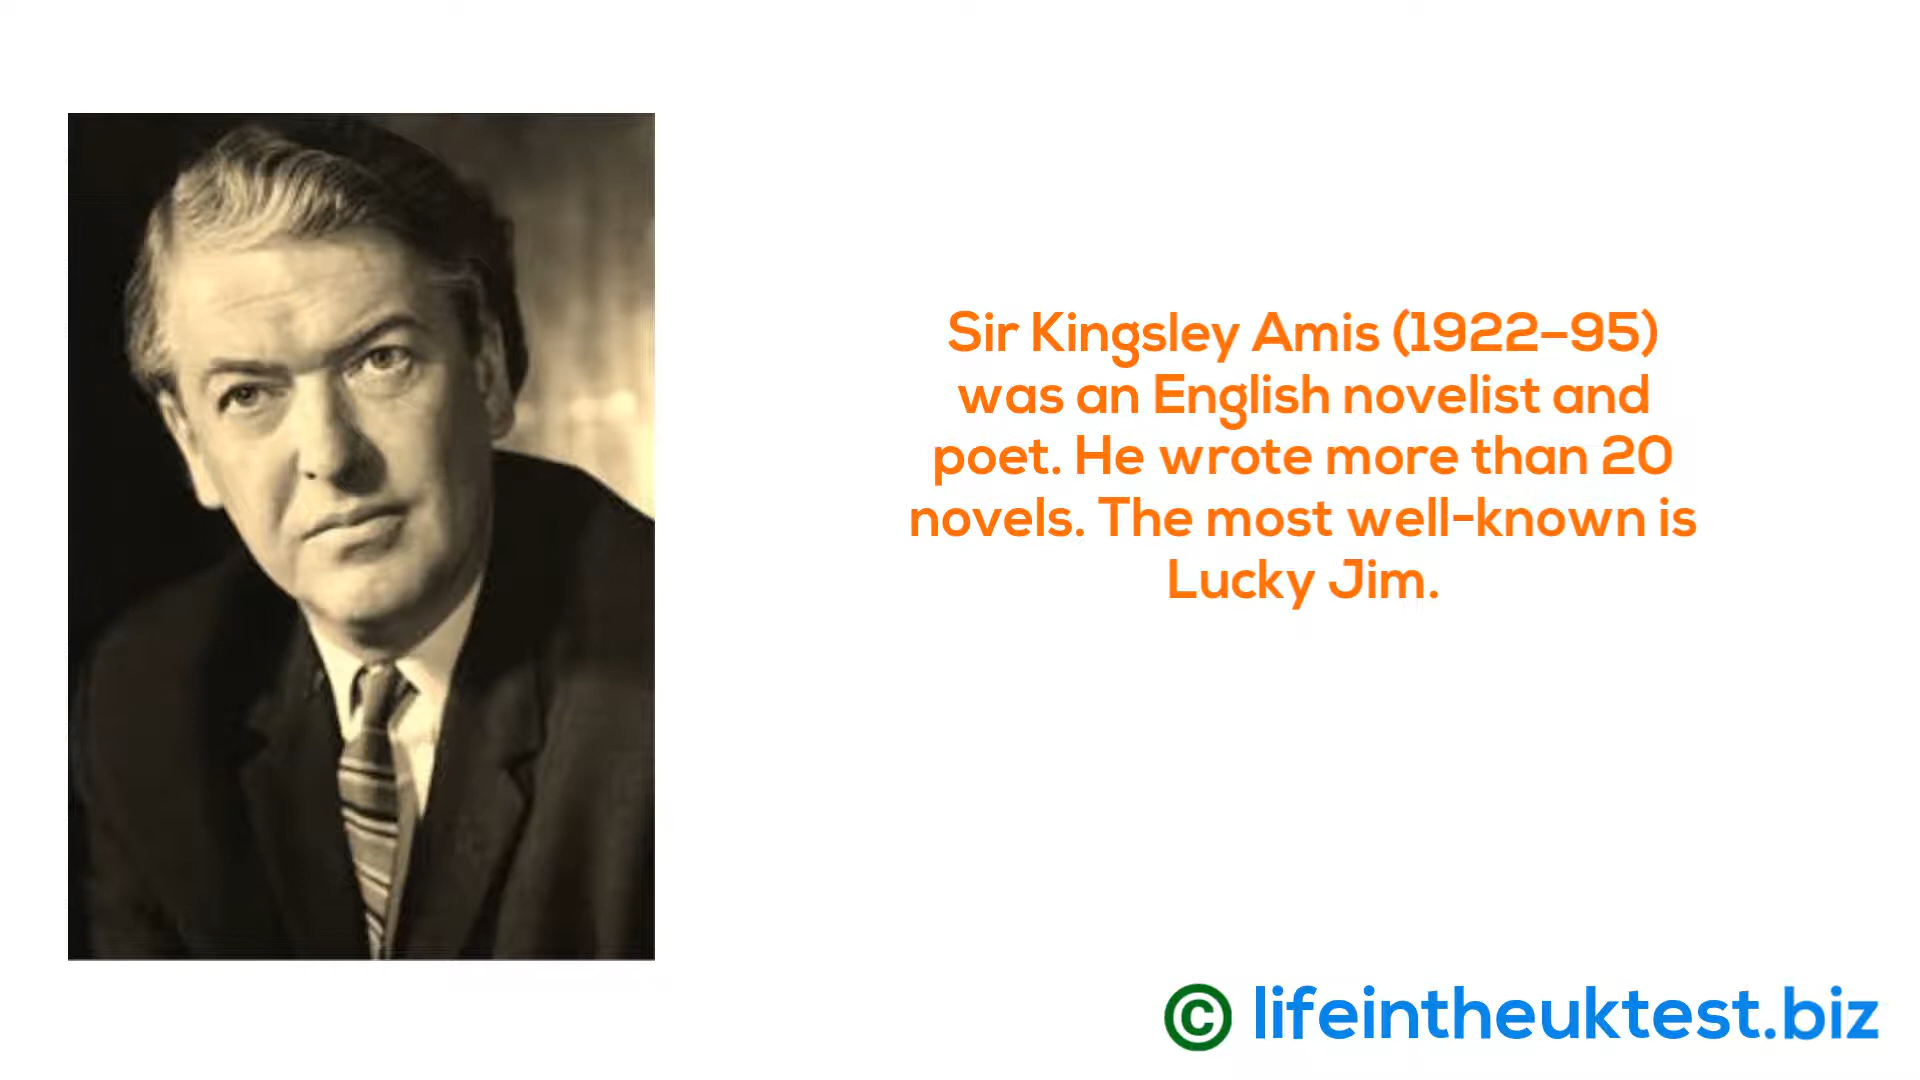 Sir Kingsley Amis (1922–95)
was an English novelist and
poet. He wrote more than 20
novels. The most well-known is
Lucky Jim.
© lifeintheuktest.biz